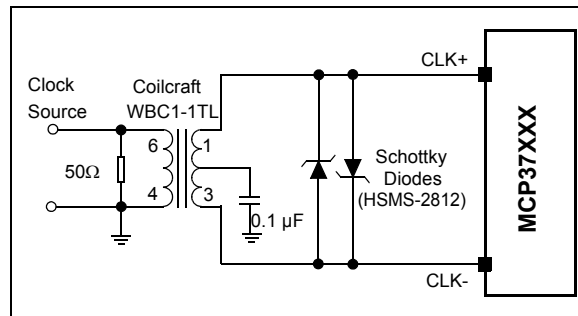 Clock
Source
Coilcraft
WBC1-1TL
6
1
50Ω
4
3
0.1 µF
CLK+
Schottky
Diodes
(HSMS-2812)
CLK-
MCP37XXX